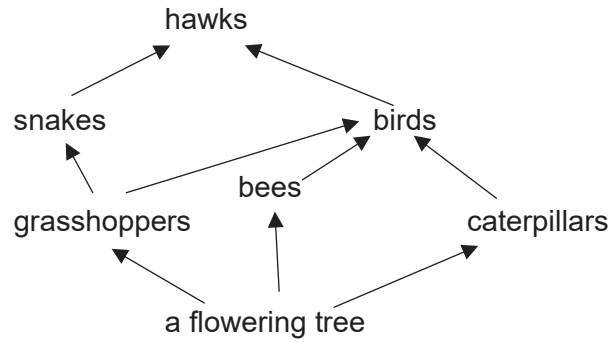 hawks
snakes
birds
bees
grasshoppers
caterpillars
a flowering tree